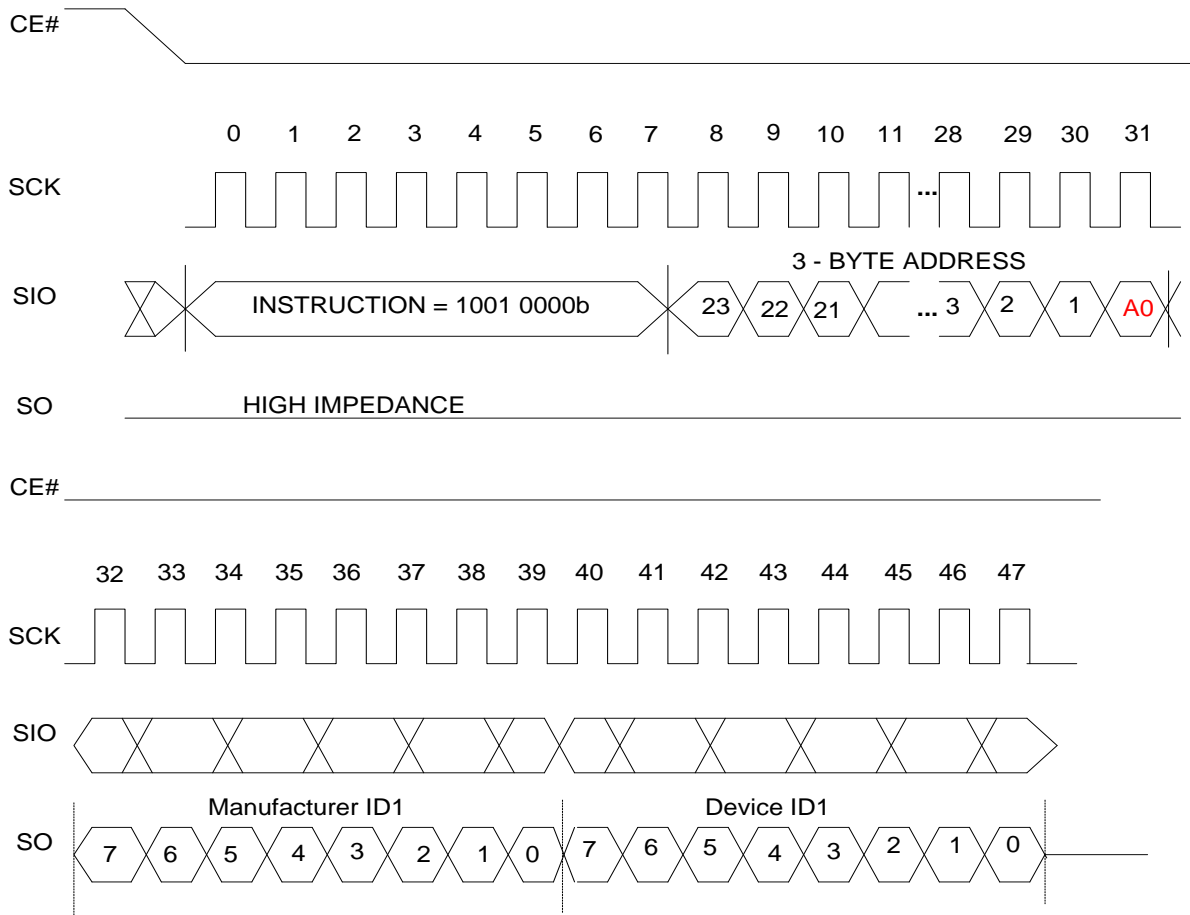 CE#
0 1 2 3 4 5 6 7 8 9 10 11 28 29 30 31
SCK ...
3 - BYTE ADDRESS
SIO INSTRUCTION = 1001 0000b 23 22 21 ... 3 2 1 A0
SO HIGH IMPEDANCE
CE#
32 33 34 35 36 37 38 39 40 41 42 43 44 45 46 47
SCK
SIO
Manufacturer ID1 Device ID1
SO 7 6 5 4 3 2 1 0 7 6 5 4 3 2 1 0